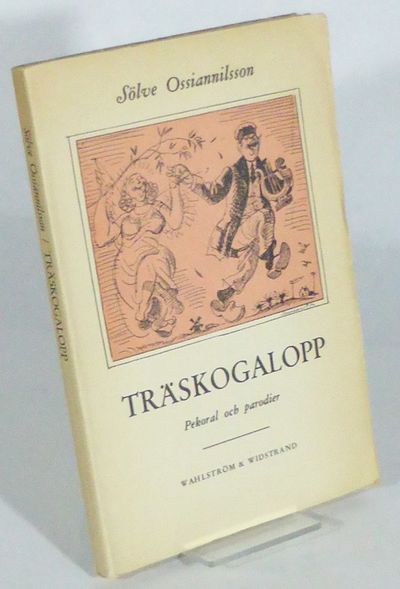 Sölve Ossiannilsson
TRÄSKOGALOPP
Pekoral och parodier
WAHLSTRÖM & WIDSTRAND
Sölve Ossiannilsson / TRÄSKOGALOPP